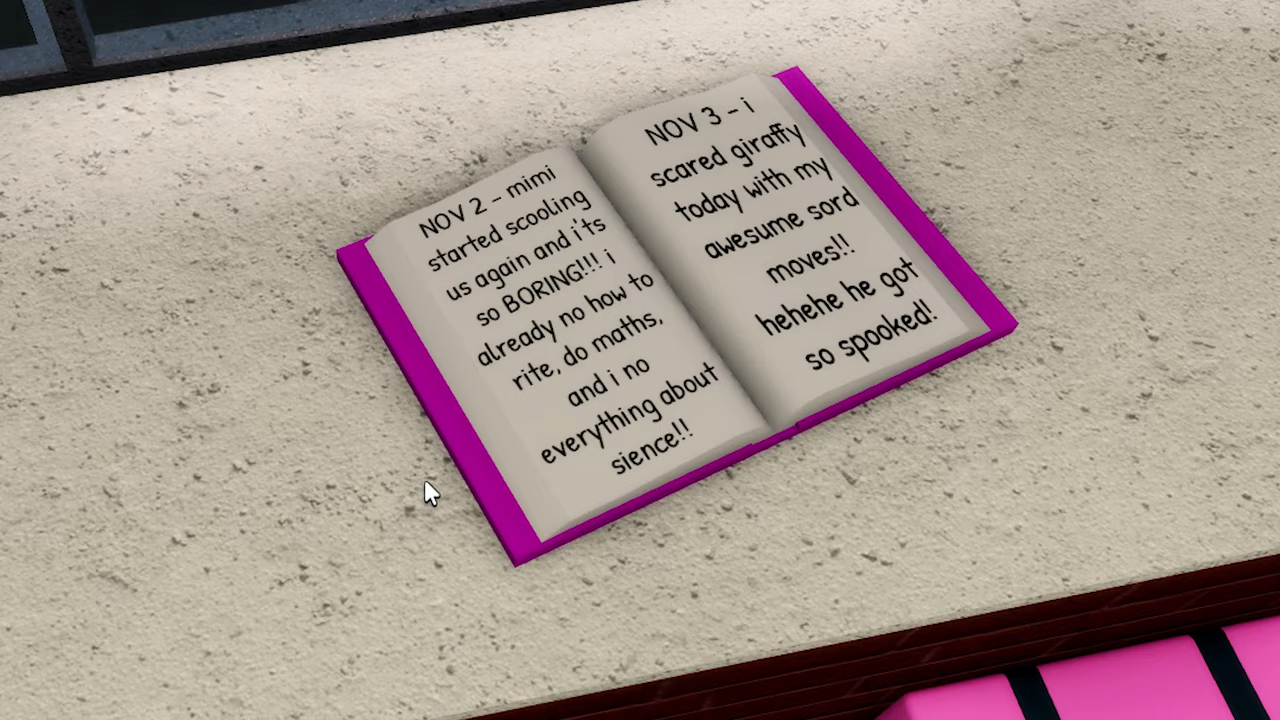 NOV 2 - mimi
started scooling
us again and i'ts
so BORING!!! i
already no how to
rite, do maths,
and i no
everything about
sience!!
NOV 3 - i
scared giraffy
today with my
awesume sord
moves!!
hehehe he got
so spooked!